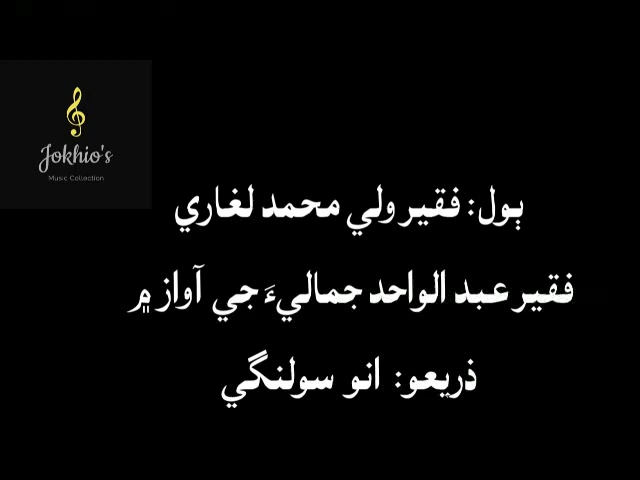 Jokhio's
Music Collection
ٻول: فقير ولي محمد لغاري
فقير عبد الواحد جماليءَ جي آواز ۾
ذريعو: انو سولنگي